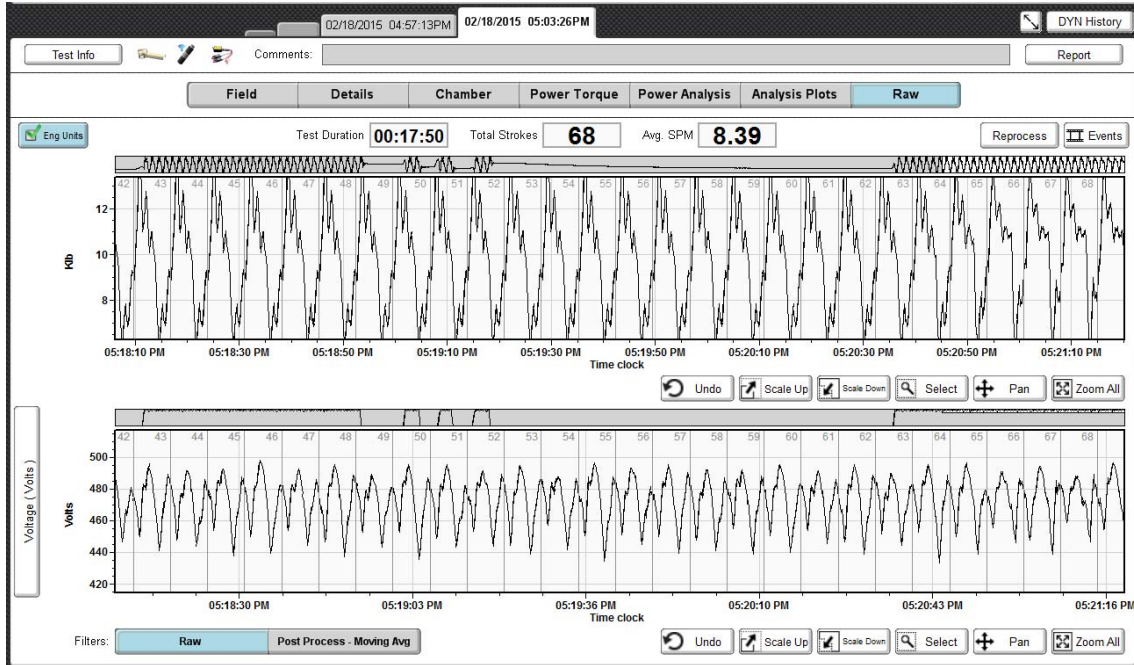 02/18/2015 04:57:13PM 02/18/2015 05:03:26PM DYN History
Test Info Comments: Report
Field Details Chamber Power Torque Power Analysis Analysis Plots Raw
Eng Units Test Duration 00:17:50 Total Strokes 68 Avg. SPM 8.39 Reprocess Events
42 43 44 45 46 47 48 49 50 51 52 53 54 55 56 57 58 59 60 61 62 63 64 65 66 67 68
12
10
8
Klb
05:18:10 PM 05:18:30 PM 05:18:50 PM 05:19:10 PM 05:19:30 PM 05:19:50 PM 05:20:10 PM 05:20:30 PM 05:20:50 PM 05:21:10 PM
Time clock
Undo Scale Up Scale Down Select Pan Zoom All
Voltage ( Volts )
42 43 44 45 46 47 48 49 50 51 52 53 54 55 56 57 58 59 60 61 62 63 64 65 66 67 68
500
480
460
440
420
Volts
05:18:30 PM 05:19:03 PM 05:19:36 PM 05:20:10 PM 05:20:43 PM 05:21:16 PM
Time clock
Filters: Raw Post Process - Moving Avg Undo Scale Up Scale Down Select Pan Zoom All